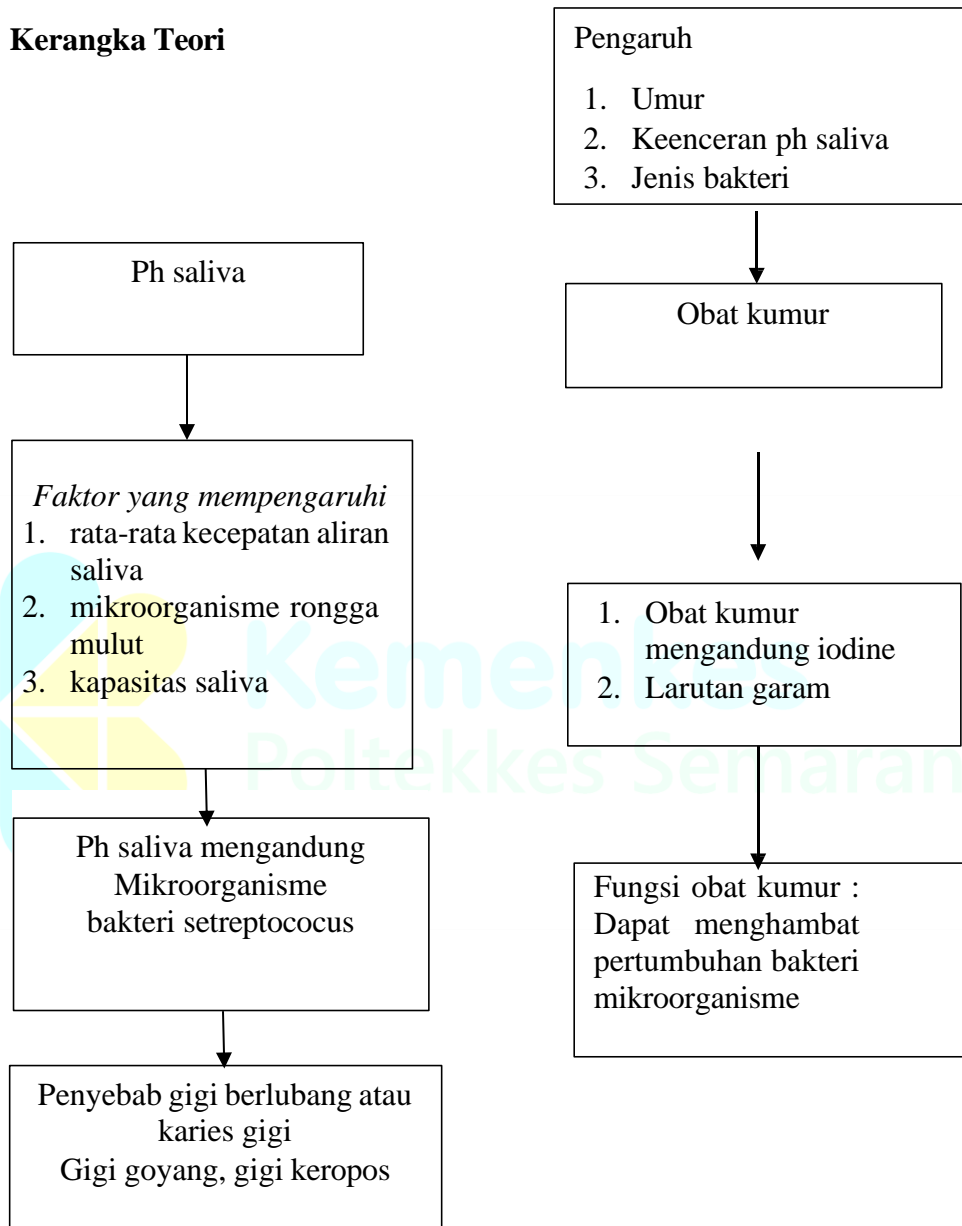 Kerangka Teori
Pengaruh
1. Umur
2. Keenceran ph saliva
3. Jenis bakteri
Ph saliva
Obat kumur
Faktor yang mempengaruhi
1. rata-rata kecepatan aliran
saliva
2. mikroorganisme rongga
mulut
3. kapasitas saliva
1. Obat kumur
mengandung iodine
2. Larutan garam
Kemenkes
Poltekkes Semaran
Ph saliva mengandung
Mikroorganisme
bakteri setreptococus
Fungsi obat kumur :
Dapat menghambat
pertumbuhan bakteri
mikroorganisme
Penyebab gigi berlubang atau
karies gigi
Gigi goyang, gigi keropos